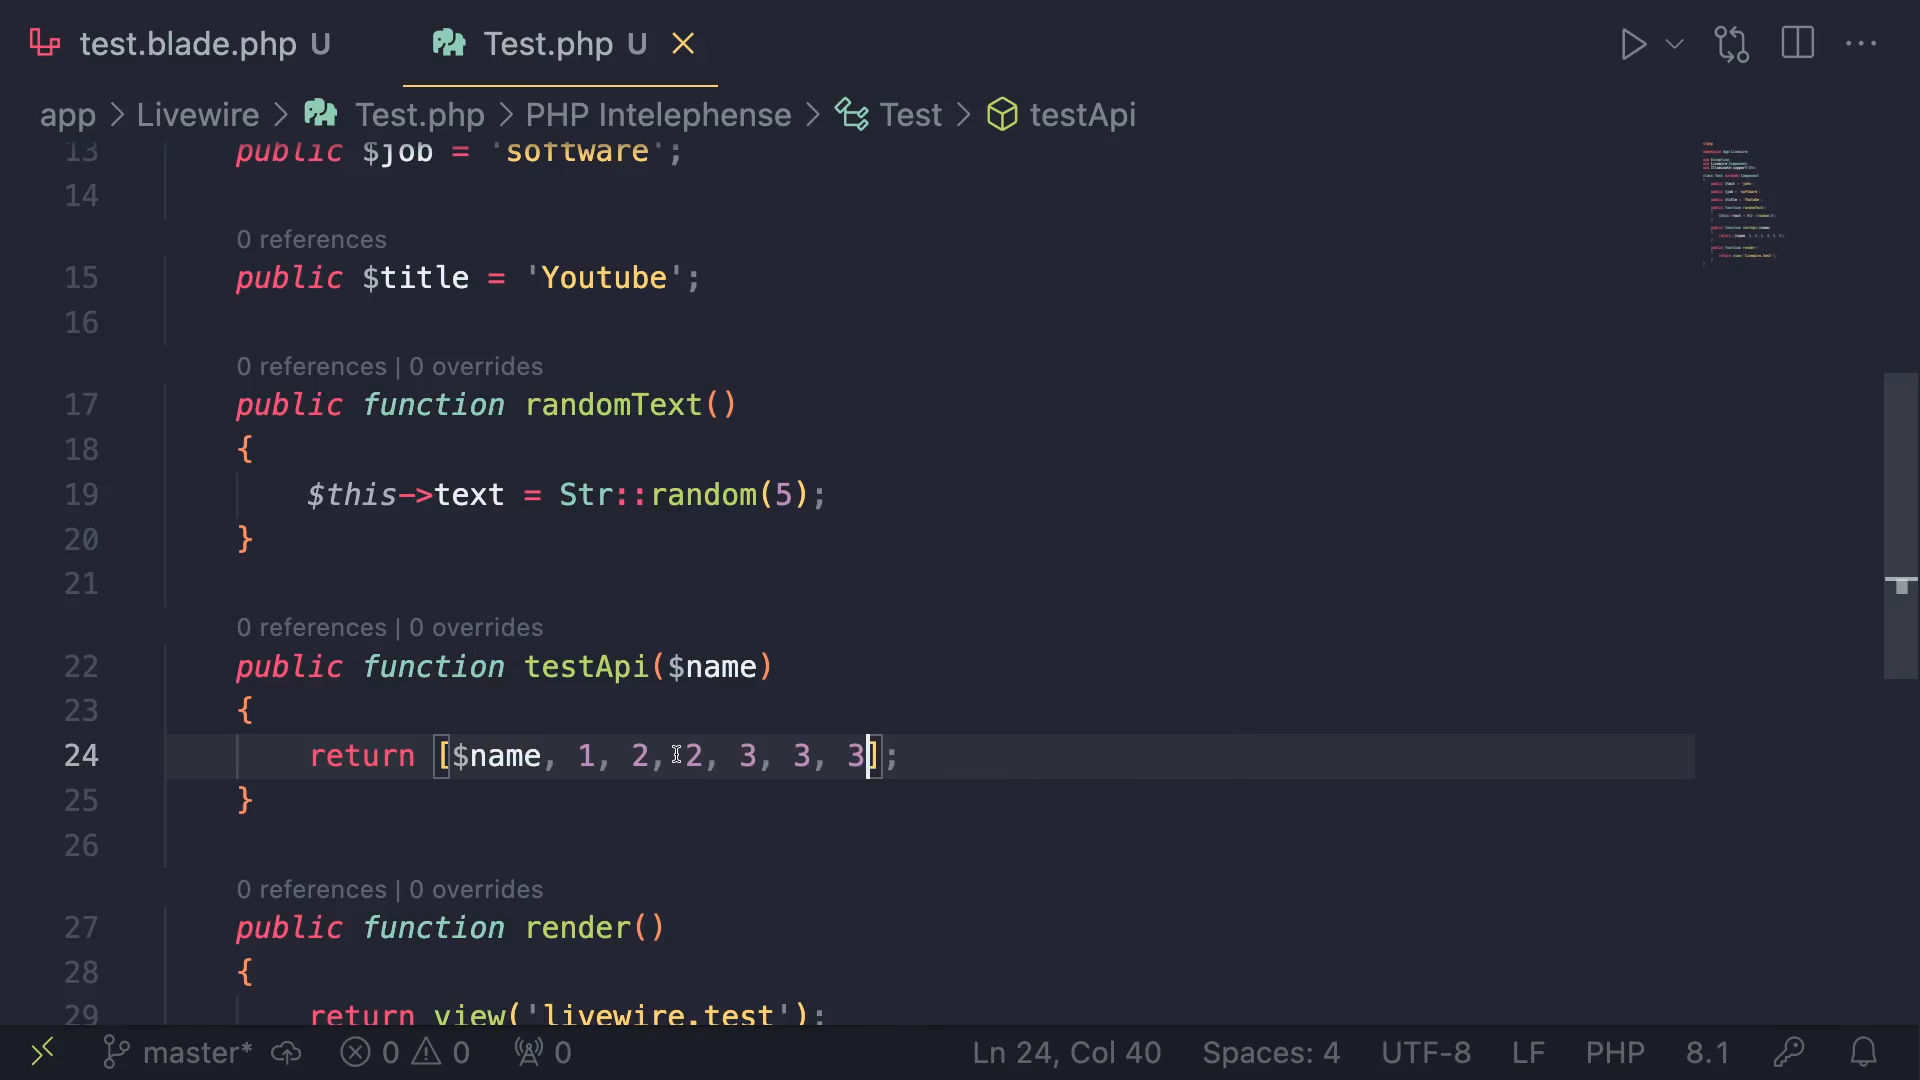 test.blade.php U Test.php U
app > Livewire > Test.php > PHP Intelephense > Test > testApi
13 public $job = 'software';
14
0 references
15 public $title = 'Youtube';
16
0 references | 0 overrides
17 public function randomText()
18 {
19 $this->text = Str::random(5);
20 }
21
0 references | 0 overrides
22 public function testApi($name)
23 {
24 return [$name, 1, 2, 2, 3, 3, 3];
25 }
26
0 references | 0 overrides
27 public function render()
28 {
29 return view('livewire.test');
master* 0 0 0 Ln 24, Col 40 Spaces: 4 UTF-8 LF PHP 8.1